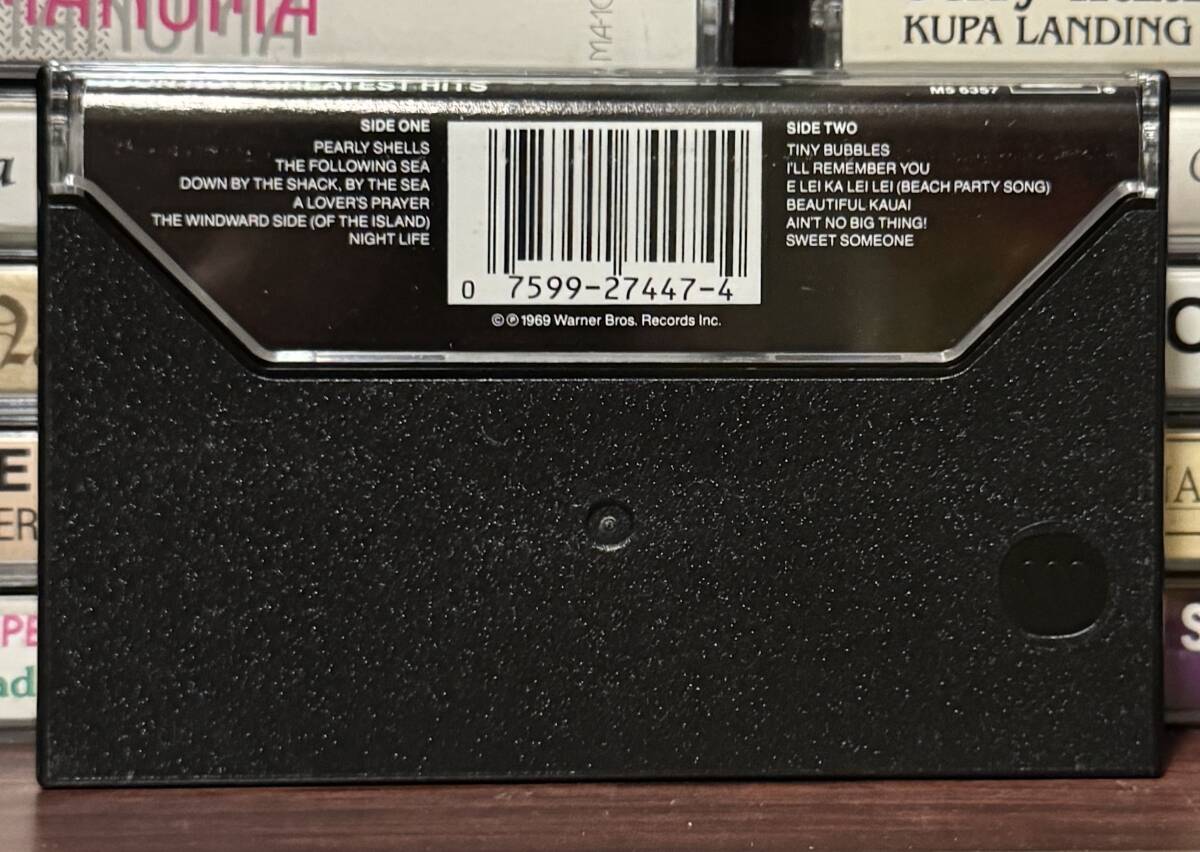 KUPA LANDING
GREATEST HITS
M5 6357
SIDE ONE
PEARLY SHELLS
THE FOLLOWING SEA
DOWN BY THE SHACK, BY THE SEA
A LOVER'S PRAYER
THE WINDWARD SIDE (OF THE ISLAND)
NIGHT LIFE
0 7599-27447-4
©℗1969 Warner Bros. Records Inc.
SIDE TWO
TINY BUBBLES
I'LL REMEMBER YOU
E LEI KA LEI LEI (BEACH PARTY SONG)
BEAUTIFUL KAUAI
AIN'T NO BIG THING!
SWEET SOMEONE